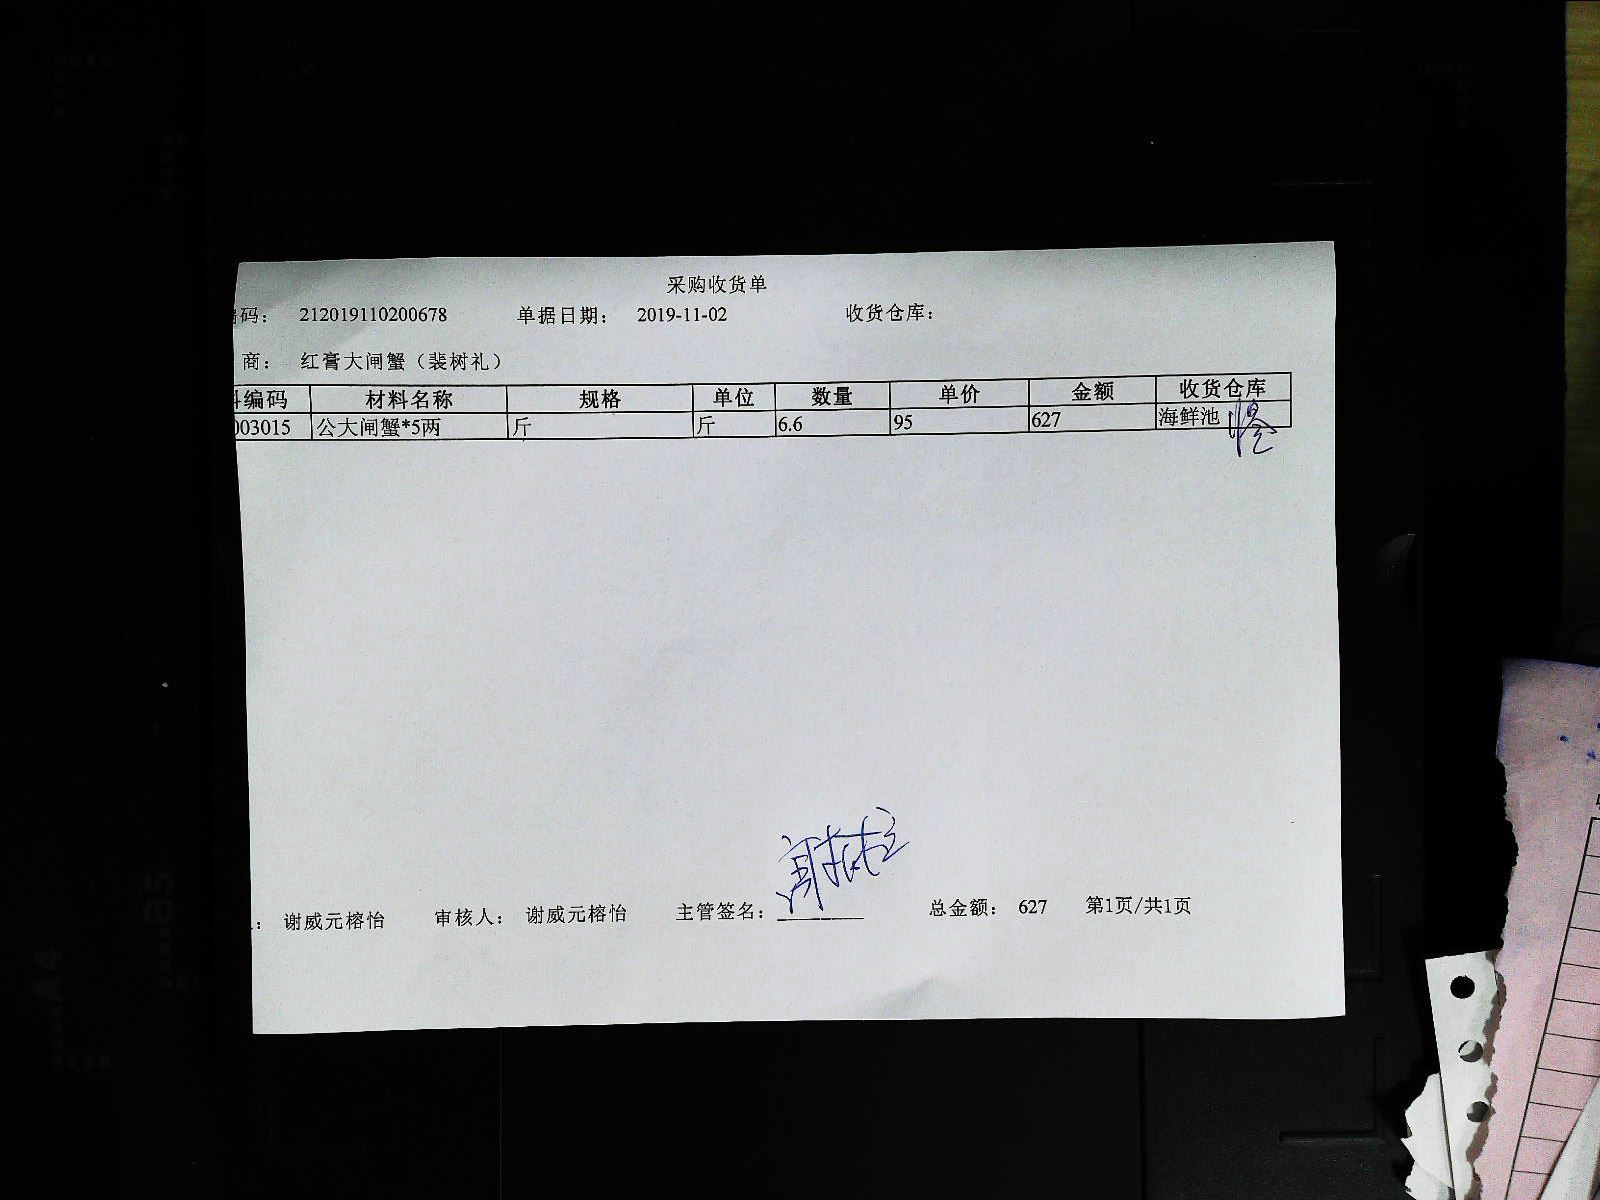 采购收货单
编码： 212019110200678 单据日期： 2019-11-02 收货仓库：
商： 红膏大闸蟹（裴树礼）
料编码 材料名称 规格 单位 数量 单价 金额 收货仓库
003015 公大闸蟹*5两 斤 斤 6.6 95 627 海鲜池
： 谢威元榕怡 审核人： 谢威元榕怡 主管签名： 总金额： 627 第1页/共1页